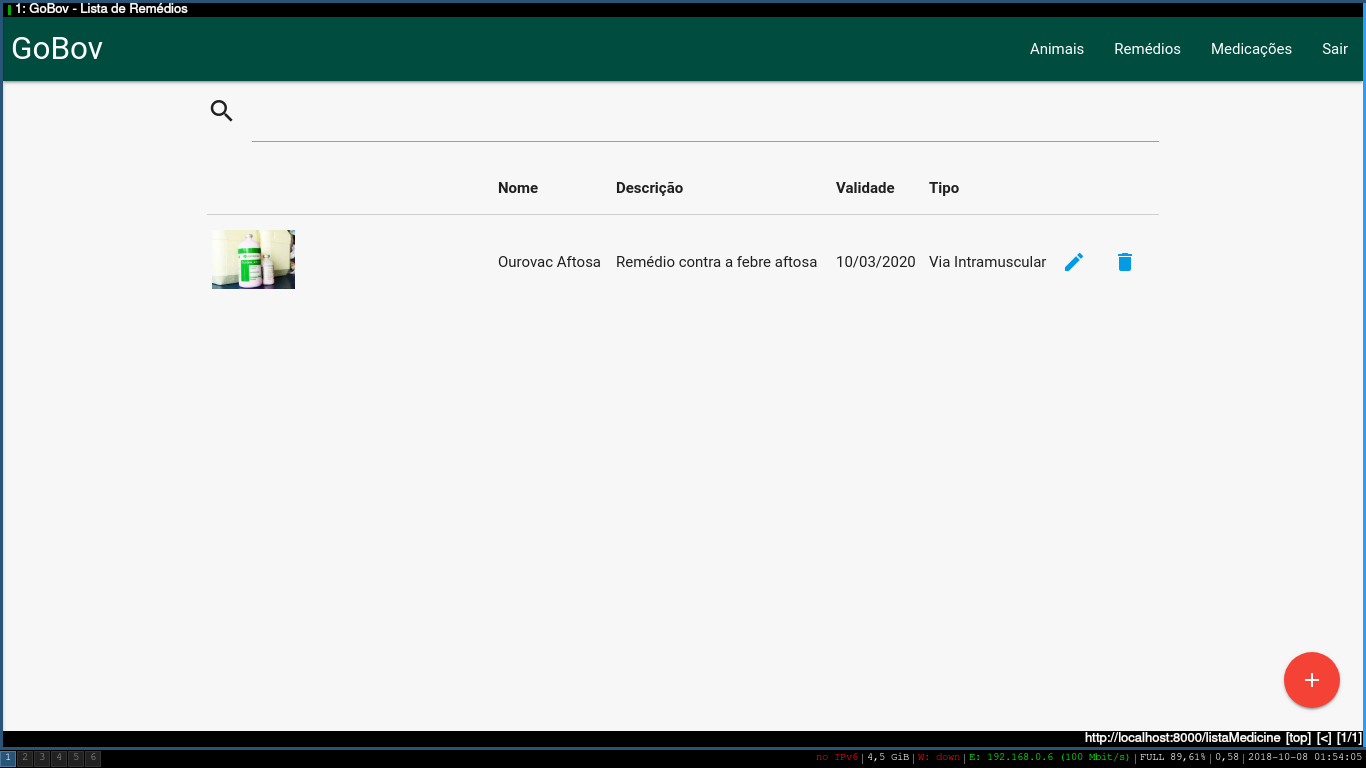 1: GoBov - Lista de Remédios
GoBov
Animais Remédios Medicações Sair
Nome Descrição Validade Tipo
Ourovac Aftosa Remédio contra a febre aftosa 10/03/2020 Via Intramuscular
http://localhost:8000/listaMedicine [top] [<] [1/1]
1 2 3 4 5 6 no IPv6 | 4,5 GiB | W: down | E: 192.168.0.6 (100 Mbit/s) | FULL 89,61% | 0,58 | 2018-10-08 01:54:05